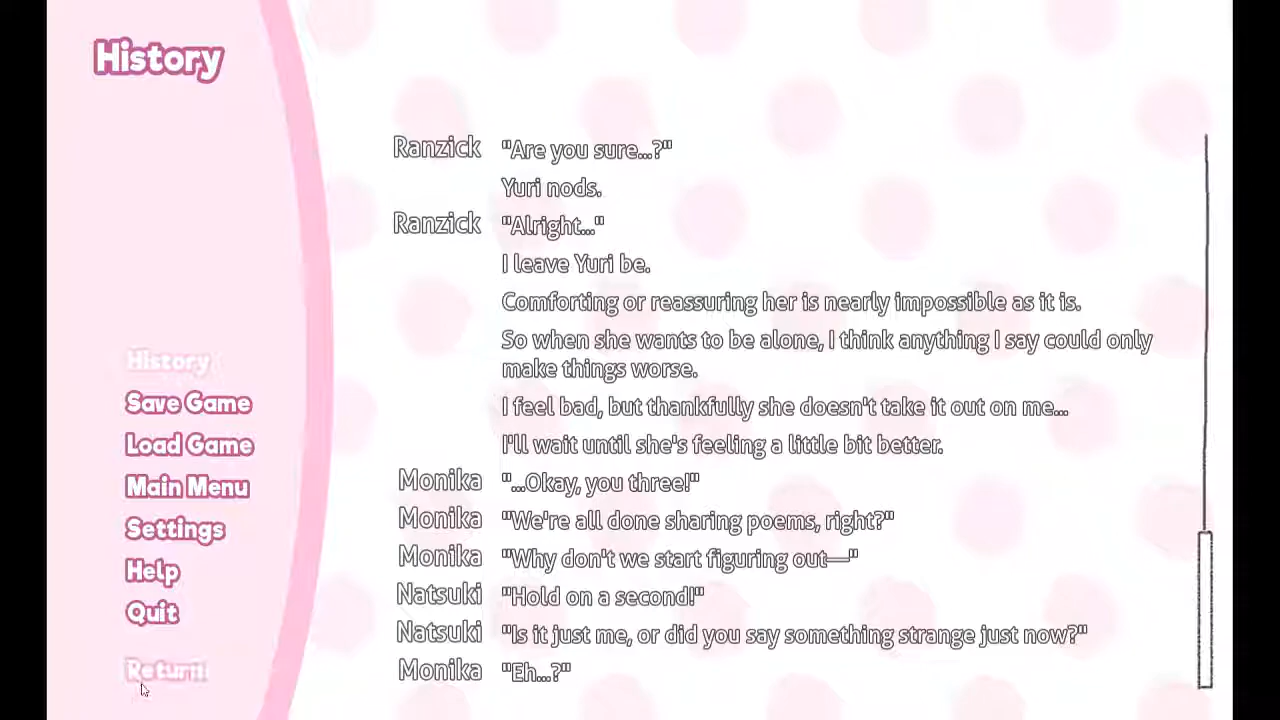 History
Ranzick "Are you sure...?"
Yuri nods.
Ranzick "Alright..."
I leave Yuri be.
Comforting or reassuring her is nearly impossible as it is.
So when she wants to be alone, I think anything I say could only
make things worse.
I feel bad, but thankfully she doesn't take it out on me...
I'll wait until she's feeling a little bit better.
Monika "...Okay, you three!"
Monika "We're all done sharing poems, right?"
Monika "Why don't we start figuring out—"
Natsuki "Hold on a second!"
Natsuki "Is it just me, or did you say something strange just now?"
Monika "Eh...?"
History
Save Game
Load Game
Main Menu
Settings
Help
Quit
Return